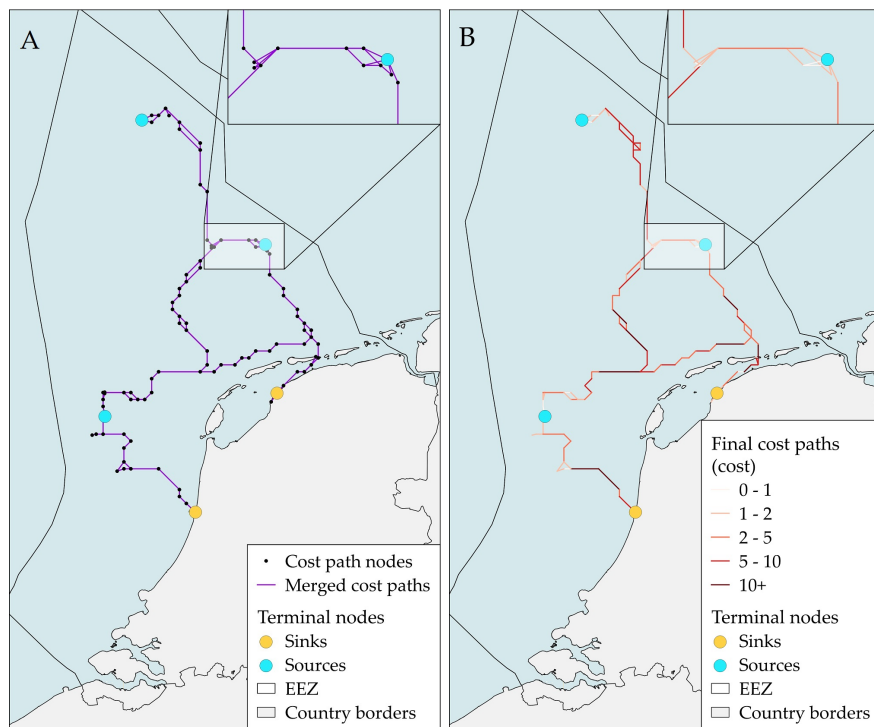 A
Cost path nodes
Merged cost paths
Terminal nodes
Sinks
Sources
EEZ
Country borders
B
Final cost paths
(cost)
0 - 1
1 - 2
2 - 5
5 - 10
10+
Terminal nodes
Sinks
Sources
EEZ
Country borders